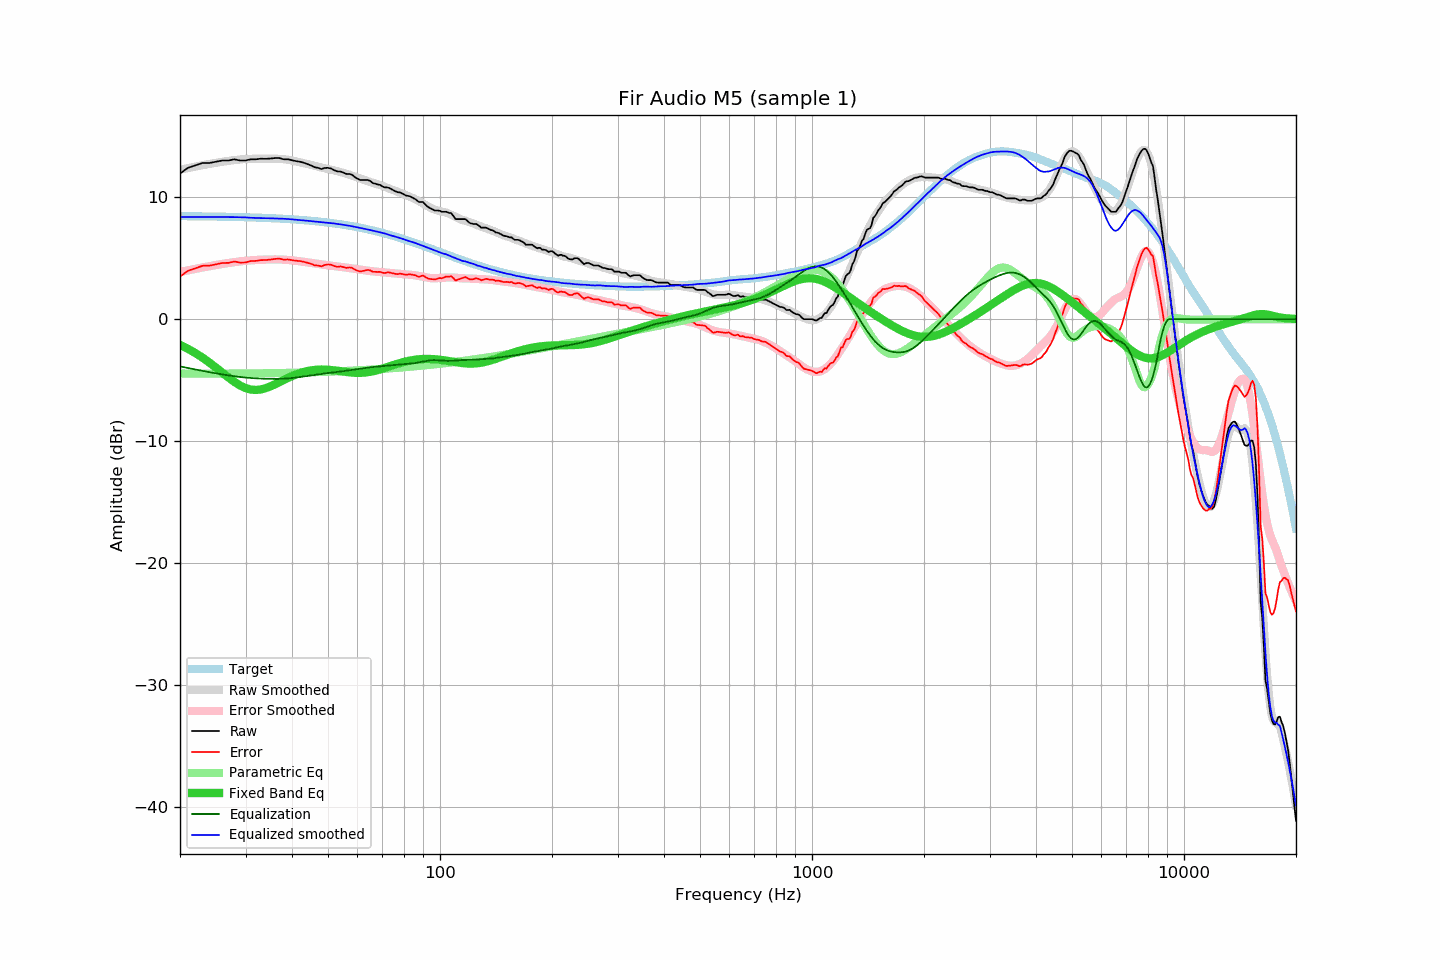 Fir Audio M5 (sample 1)
Amplitude (dBr)
10
0
−10
−20
−30
−40
Target
Raw Smoothed
Error Smoothed
Raw
Error
Parametric Eq
Fixed Band Eq
Equalization
Equalized smoothed
100
1000
10000
Frequency (Hz)